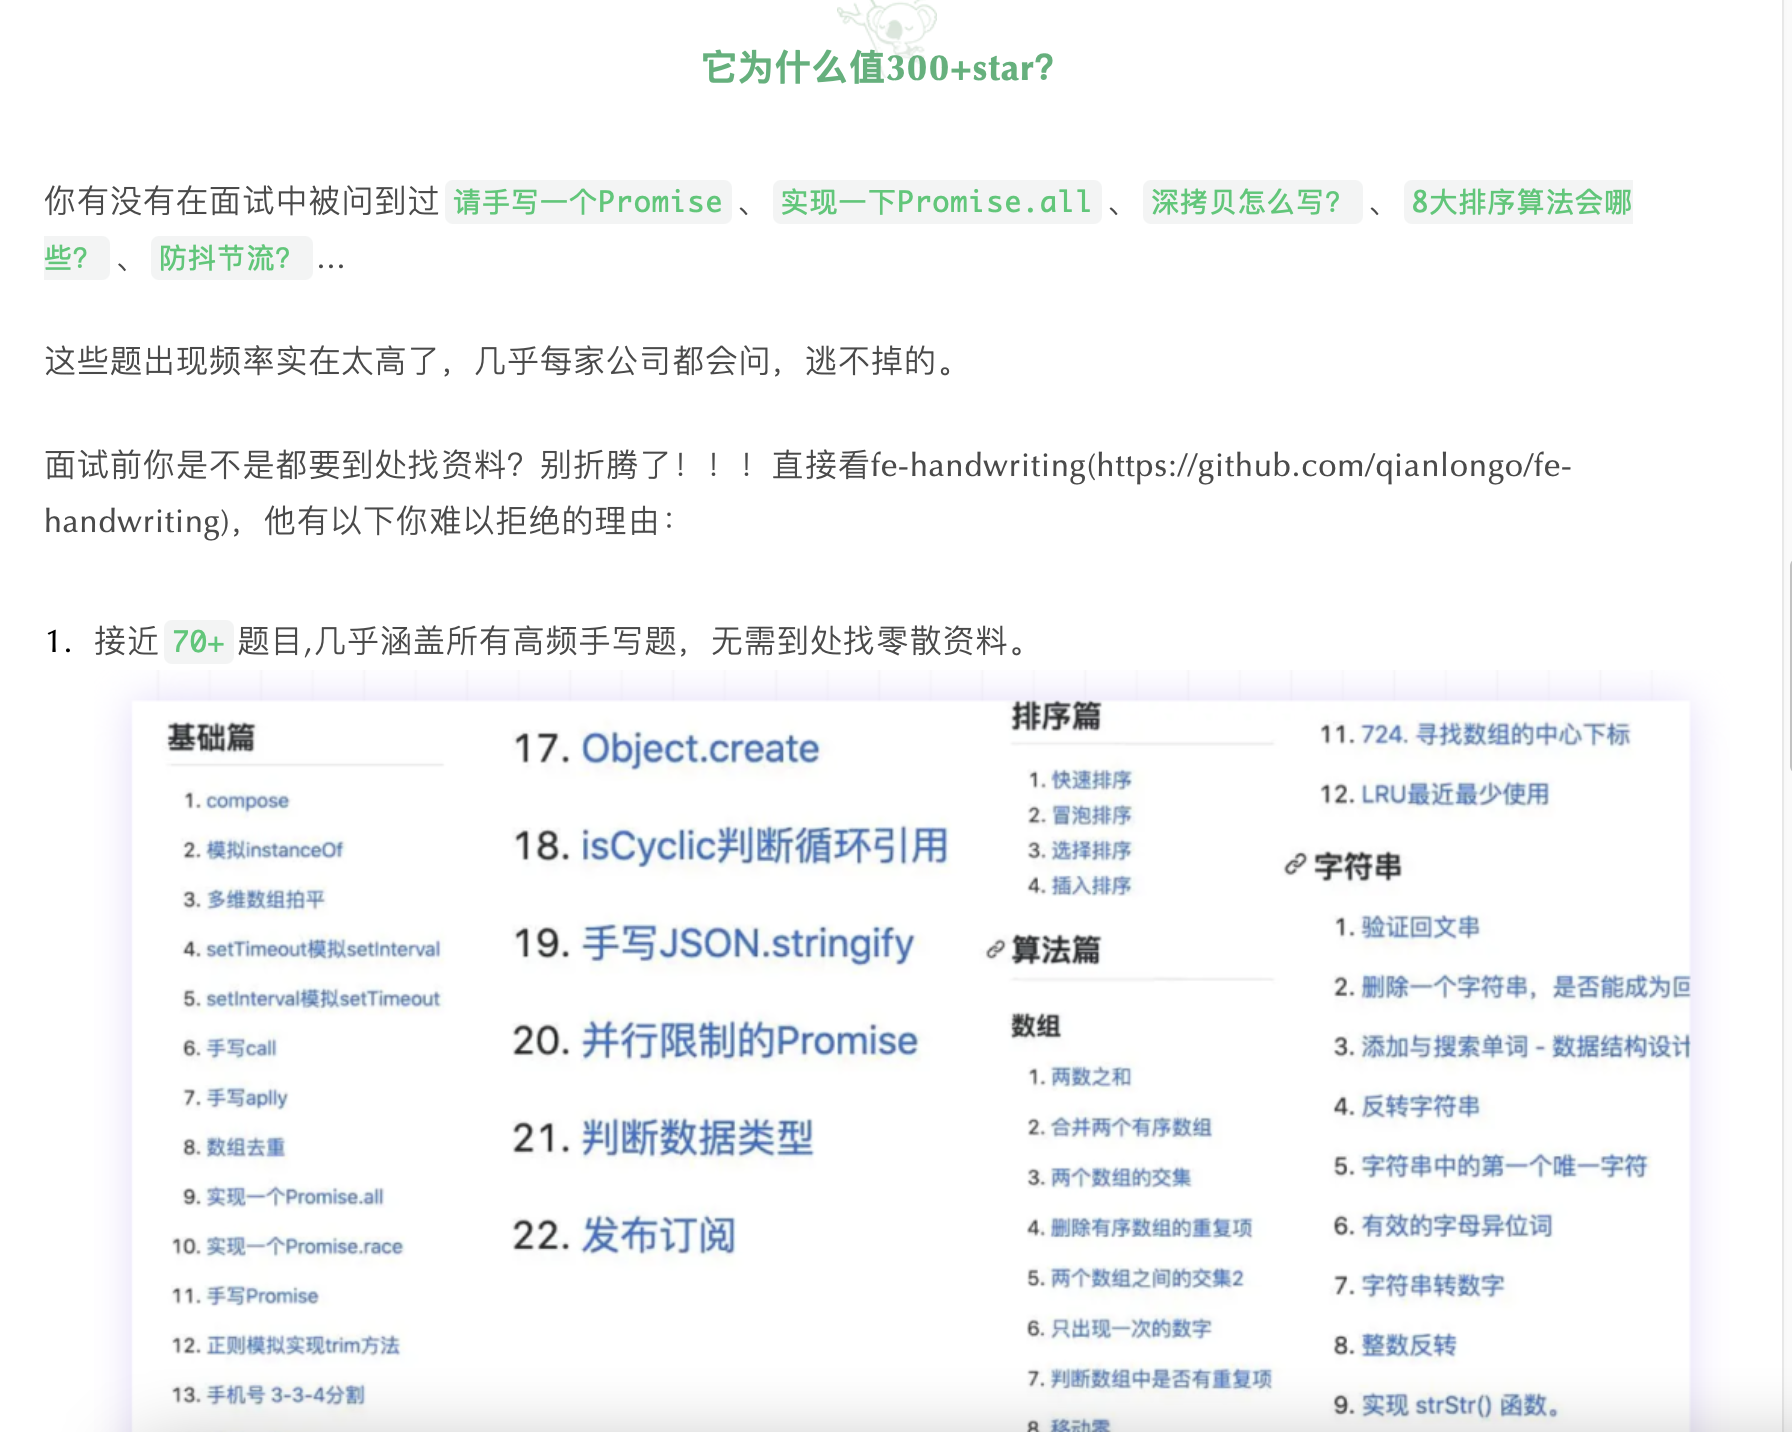 它为什么值300+star?
你有没有在面试中被问到过 请手写一个Promise 、 实现一下Promise.all 、 深拷贝怎么写? 、 8大排序算法会哪
些? 、 防抖节流? ...
这些题出现频率实在太高了，几乎每家公司都会问，逃不掉的。
面试前你是不是都要到处找资料？别折腾了！！！直接看fe-handwriting(https://github.com/qianlongo/fe-
handwriting)，他有以下你难以拒绝的理由：
1. 接近 70+ 题目,几乎涵盖所有高频手写题，无需到处找零散资料。
基础篇
1. compose
2. 模拟instanceOf
3. 多维数组拍平
4. setTimeout模拟setInterval
5. setInterval模拟setTimeout
6. 手写call
7. 手写aplly
8. 数组去重
9. 实现一个Promise.all
10. 实现一个Promise.race
11. 手写Promise
12. 正则模拟实现trim方法
13. 手机号 3-3-4分割
17. Object.create
18. isCyclic判断循环引用
19. 手写JSON.stringify
20. 并行限制的Promise
21. 判断数据类型
22. 发布订阅
排序篇
1. 快速排序
2. 冒泡排序
3. 选择排序
4. 插入排序
算法篇
数组
1. 两数之和
2. 合并两个有序数组
3. 两个数组的交集
4. 删除有序数组的重复项
5. 两个数组之间的交集2
6. 只出现一次的数字
7. 判断数组中是否有重复项
8. 移动零
11. 724. 寻找数组的中心下标
12. LRU最近最少使用
字符串
1. 验证回文串
2. 删除一个字符串，是否能成为回
3. 添加与搜索单词 - 数据结构设计
4. 反转字符串
5. 字符串中的第一个唯一字符
6. 有效的字母异位词
7. 字符串转数字
8. 整数反转
9. 实现 strStr() 函数。